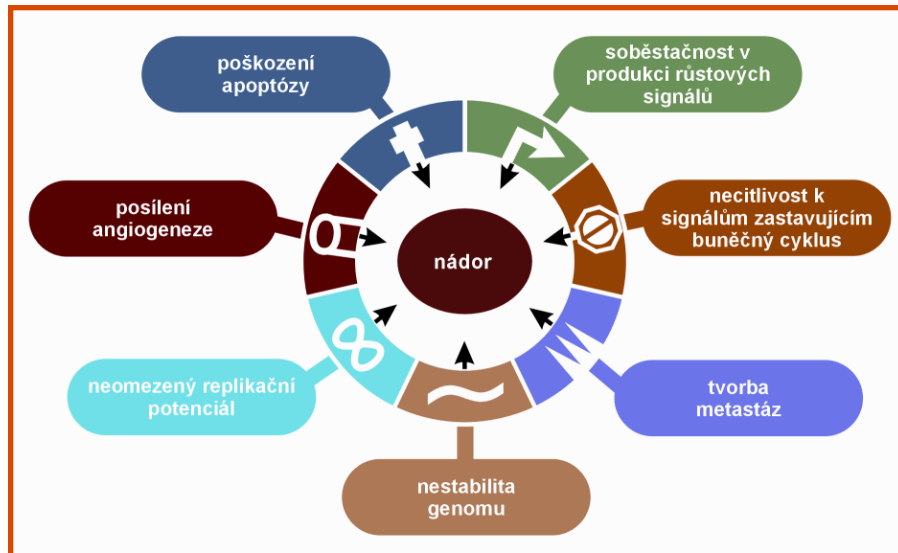 poškození
apoptózy
soběstačnost v
produkci růstových
signálů
posílení
angiogeneze
necitlivost k
signálům zastavujícím
buněčný cyklus
nádor
neomezený replikační
potenciál
tvorba
metastáz
nestabilita
genomu